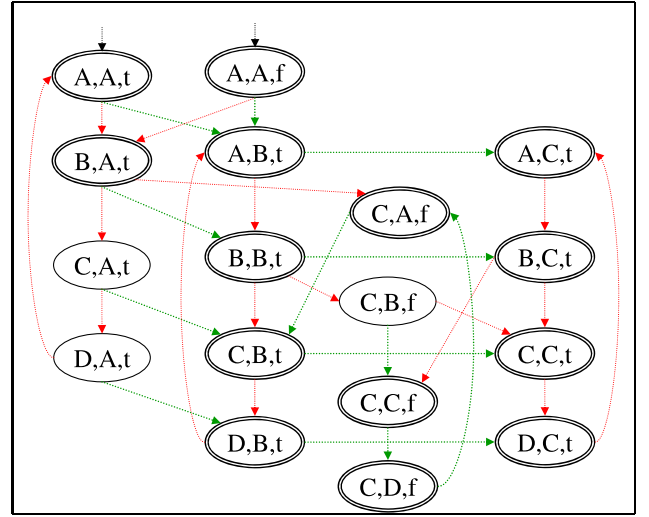 A,A,t
A,A,f
B,A,t
A,B,t
A,C,t
C,A,f
C,A,t
B,B,t
B,C,t
C,B,f
D,A,t
C,B,t
C,C,t
C,C,f
D,B,t
D,C,t
C,D,f